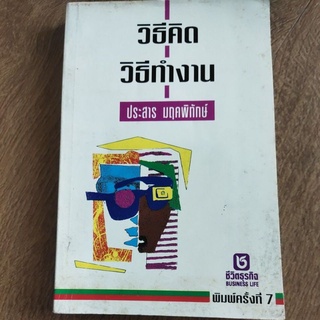 วิธีคิด
วิธีทำงาน
ประสาร มฤคพิทักษ์
ชีวิตธุรกิจ
BUSINESS LIFE
พิมพ์ครั้งที่ 7